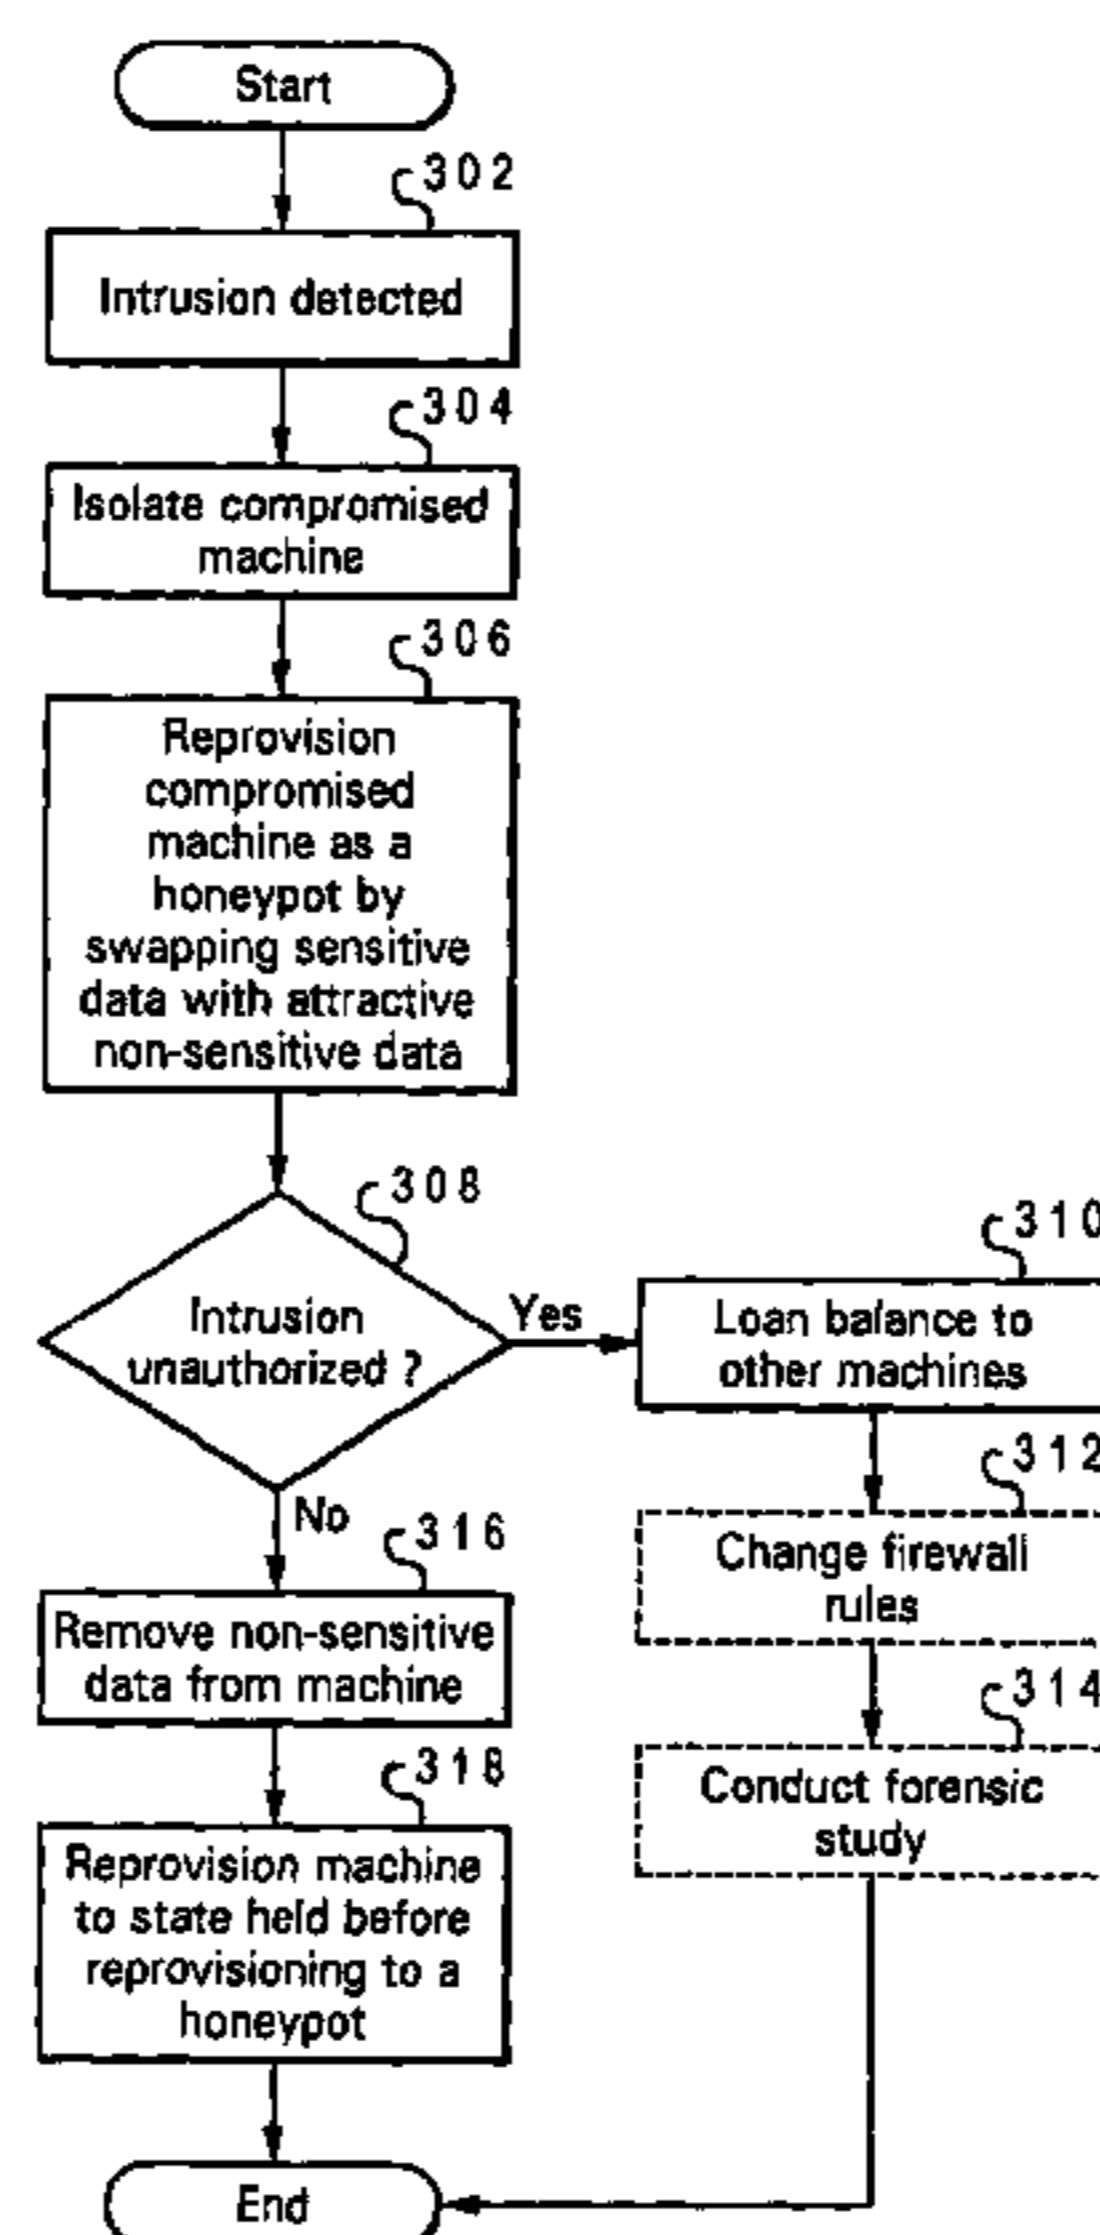 Start
302
Intrusion detected
304
Isolate compromised
machine
306
Reprovision
compromised
machine as a
honeypot by
swapping sensitive
data with attractive
non-sensitive data
308
Intrusion
unauthorized ?
Yes
310
Loan balance to
other machines
312
Change firewall
rules
314
Conduct forensic
study
No
316
Remove non-sensitive
data from machine
318
Reprovision machine
to state held before
reprovisioning to a
honeypot
End